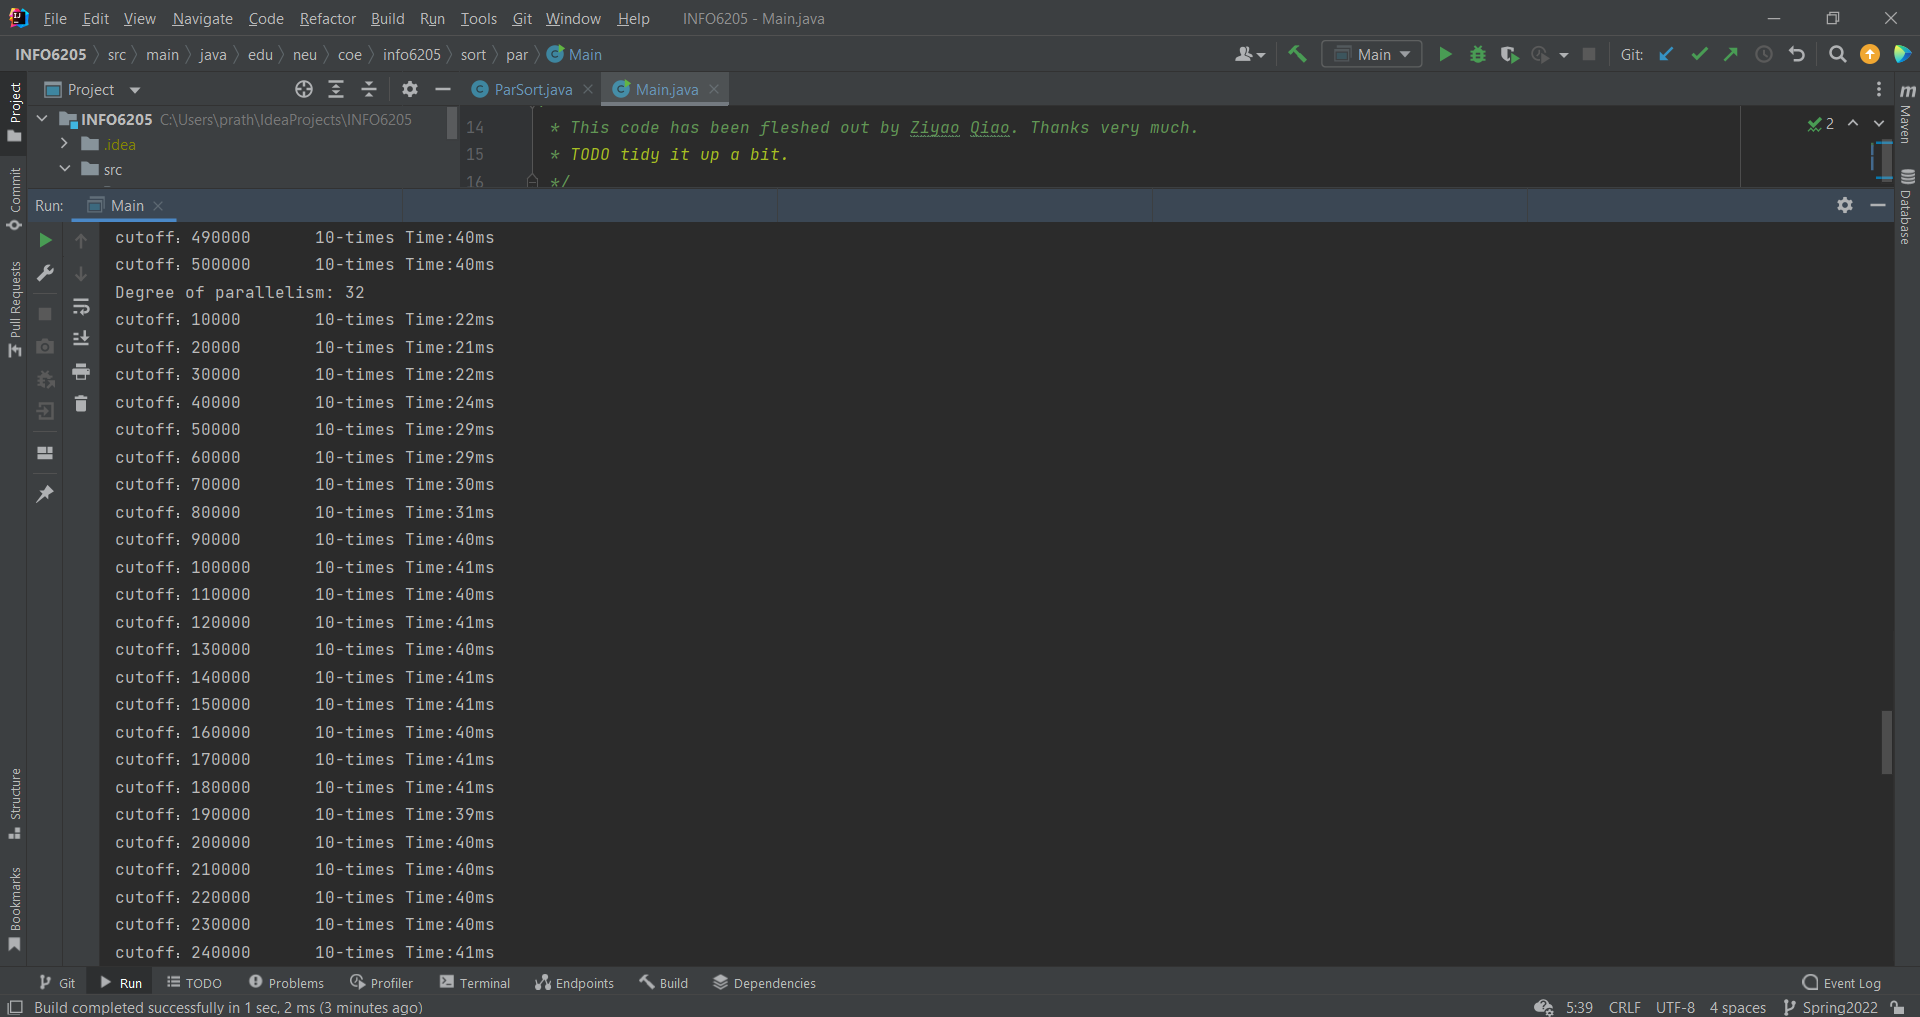 File Edit View Navigate Code Refactor Build Run Tools Git Window Help INFO6205 - Main.java
INFO6205 src main java edu neu coe info6205 sort par Main Main Git:
Project ParSort.java Main.java
INFO6205 C:\Users\prath\IdeaProjects\INFO6205
.idea
src
14 * This code has been fleshed out by Ziyao Qiao. Thanks very much.
15 * TODO tidy it up a bit.
16 */
2
Run: Main
cutoff：490000 10-times Time:40ms
cutoff：500000 10-times Time:40ms
Degree of parallelism: 32
cutoff：10000 10-times Time:22ms
cutoff：20000 10-times Time:21ms
cutoff：30000 10-times Time:22ms
cutoff：40000 10-times Time:24ms
cutoff：50000 10-times Time:29ms
cutoff：60000 10-times Time:29ms
cutoff：70000 10-times Time:30ms
cutoff：80000 10-times Time:31ms
cutoff：90000 10-times Time:40ms
cutoff：100000 10-times Time:41ms
cutoff：110000 10-times Time:40ms
cutoff：120000 10-times Time:41ms
cutoff：130000 10-times Time:40ms
cutoff：140000 10-times Time:41ms
cutoff：150000 10-times Time:41ms
cutoff：160000 10-times Time:40ms
cutoff：170000 10-times Time:41ms
cutoff：180000 10-times Time:41ms
cutoff：190000 10-times Time:39ms
cutoff：200000 10-times Time:40ms
cutoff：210000 10-times Time:40ms
cutoff：220000 10-times Time:40ms
cutoff：230000 10-times Time:40ms
cutoff：240000 10-times Time:41ms
Project
Commit
Pull Requests
Structure
Bookmarks
Maven
Database
Git Run TODO Problems Profiler Terminal Endpoints Build Dependencies Event Log
Build completed successfully in 1 sec, 2 ms (3 minutes ago) 5:39 CRLF UTF-8 4 spaces Spring2022